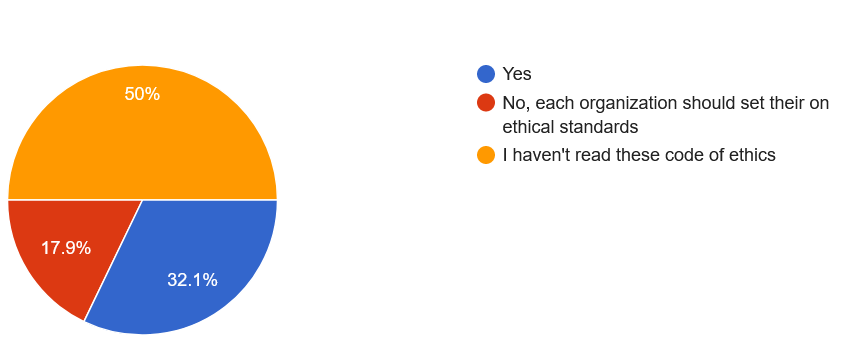 Yes
No, each organization should set their on
ethical standards
I haven't read these code of ethics
50%
17.9%
32.1%